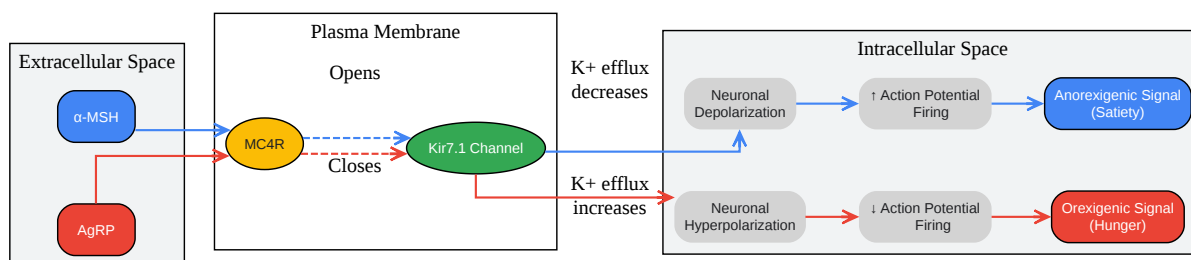 Extracellular Space
α-MSH
AgRP
Plasma Membrane
Opens
MC4R
Closes
Kir7.1 Channel
K+ efflux
decreases
K+ efflux
increases
Intracellular Space
Neuronal
Depolarization
↑ Action Potential
Firing
Anorexigenic Signal
(Satiety)
Neuronal
Hyperpolarization
↓ Action Potential
Firing
Orexigenic Signal
(Hunger)